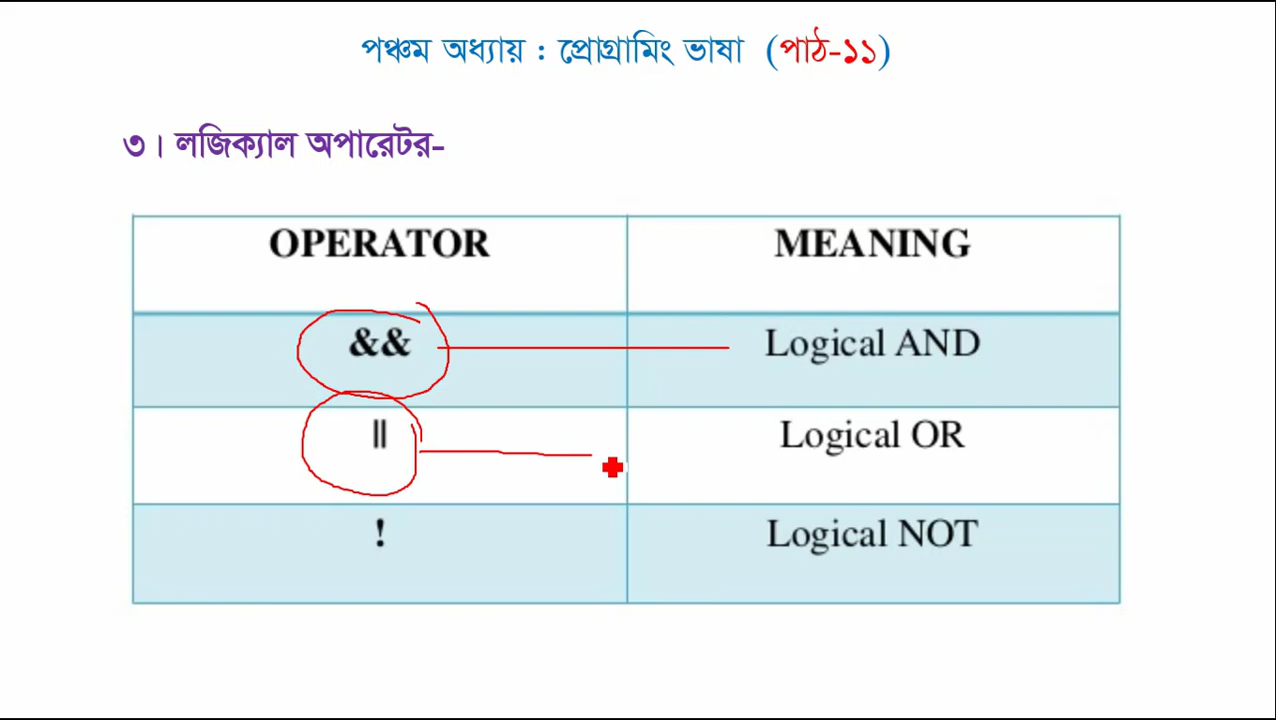 পঞ্চম অধ্যায় : প্রোগ্রামিং ভাষা (পাঠ-১১)
৩। লজিক্যাল অপারেটর-
OPERATOR MEANING
&& Logical AND
|| Logical OR
! Logical NOT